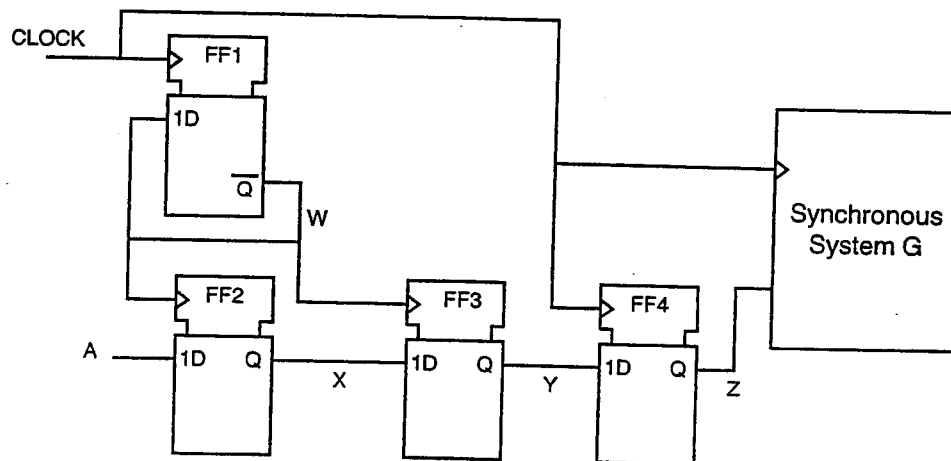 CLOCK
FF1
1D
Q
W
Synchronous
System G
FF2
FF3
FF4
A
1D Q
X
1D Q
Y
1D Q
Z